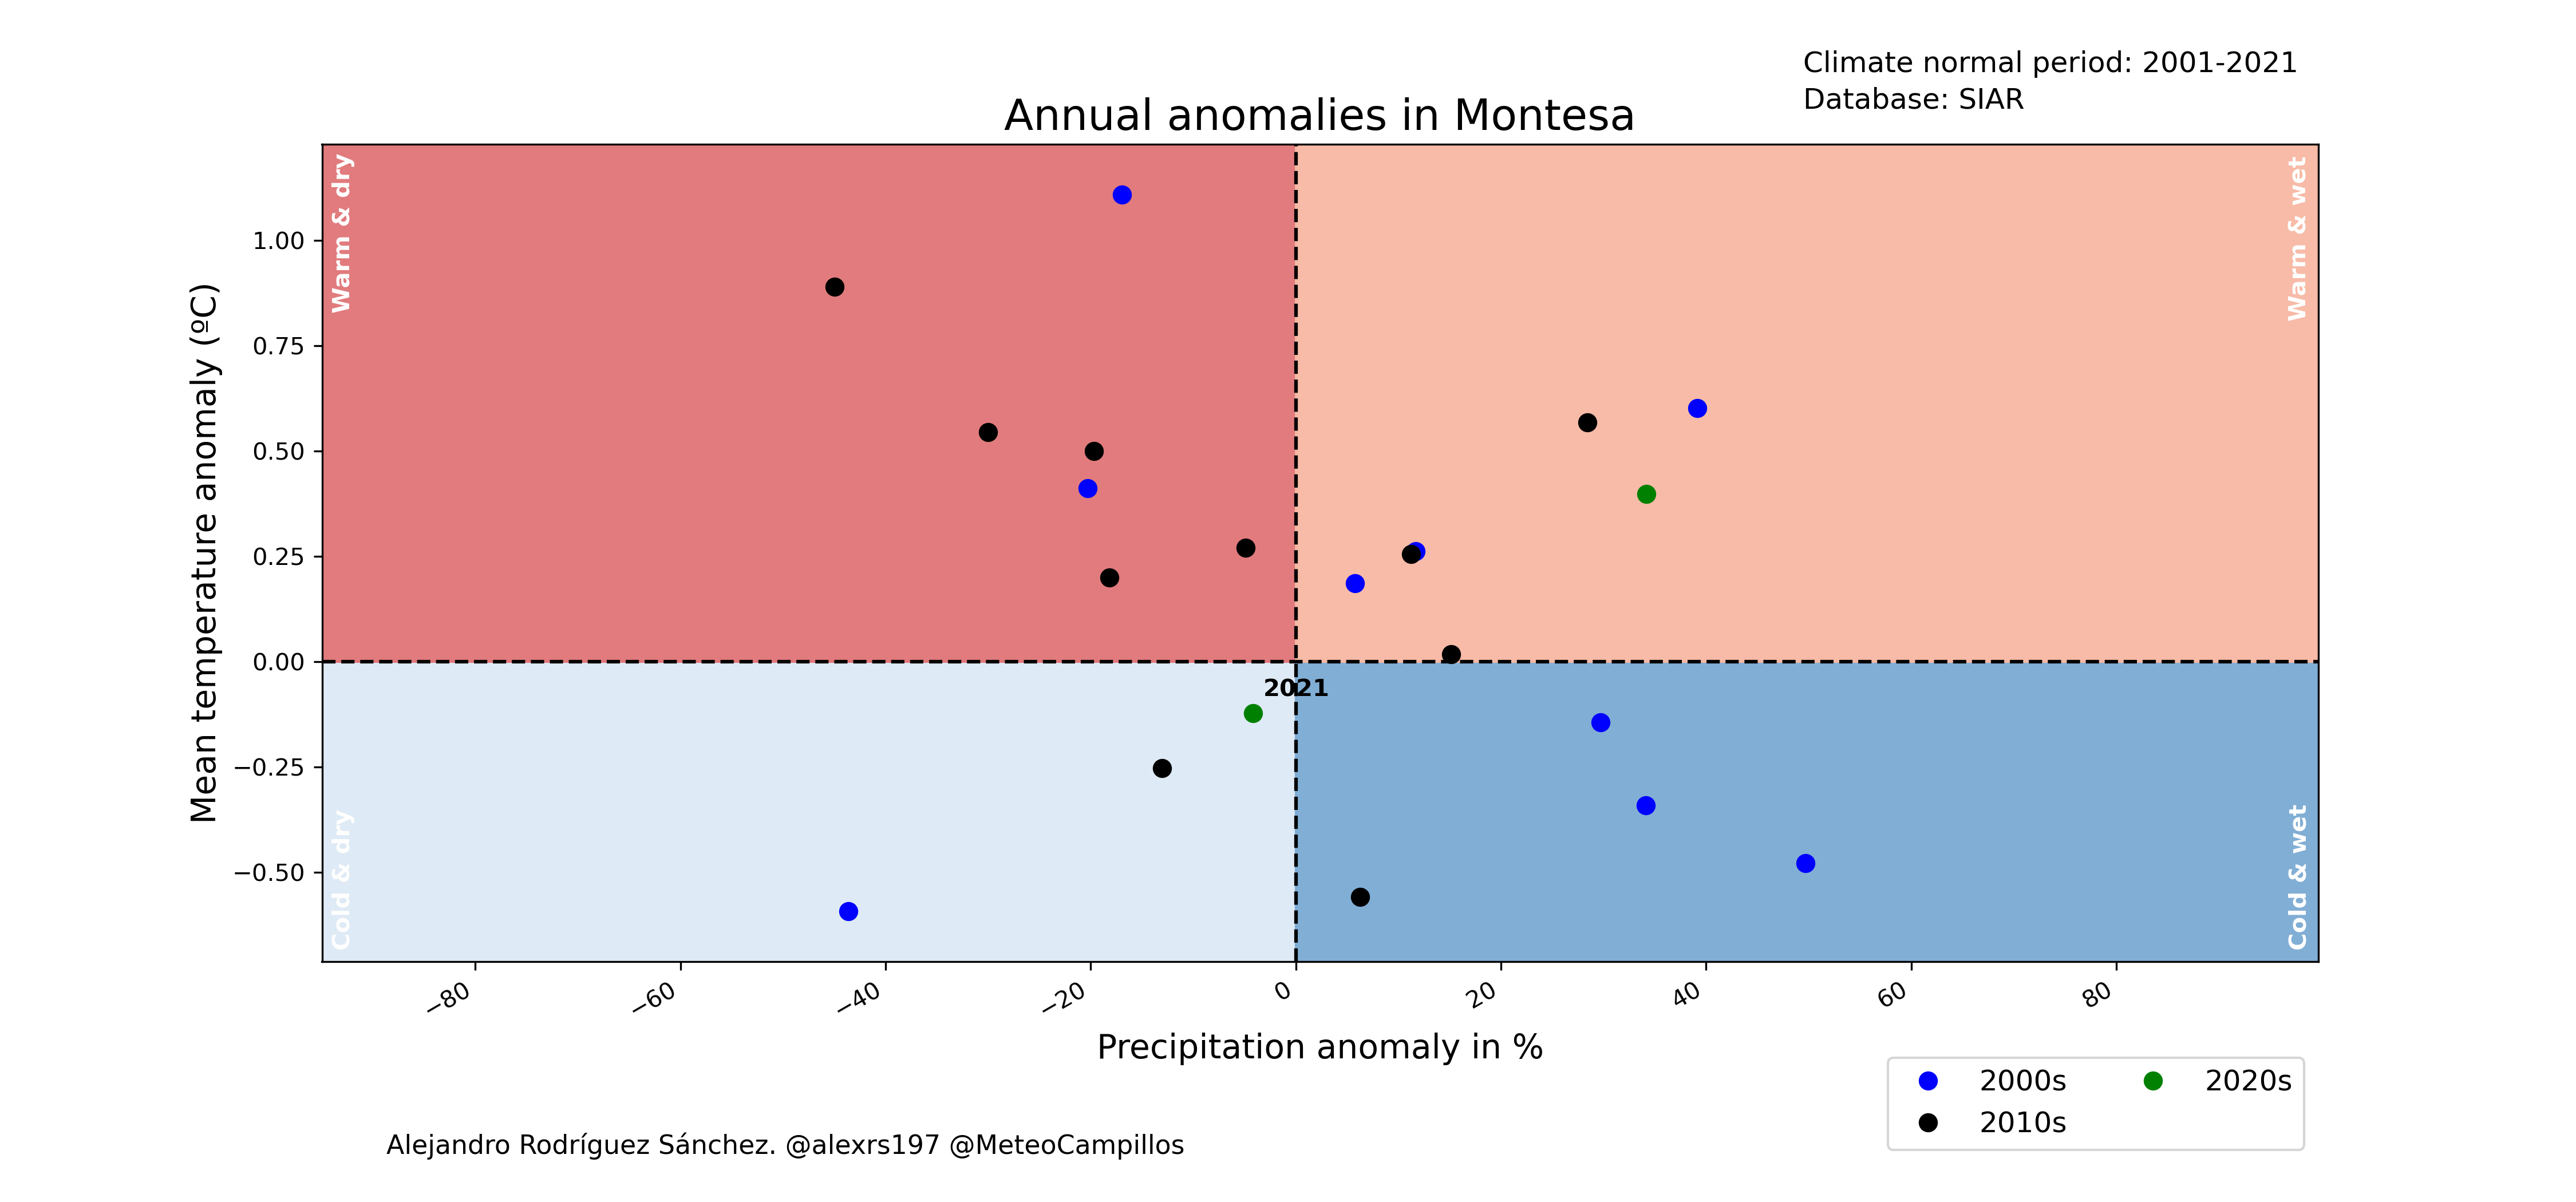 Climate normal period: 2001-2021
Database: SIAR
Annual anomalies in Montesa
Warm & dry
Warm & wet
Mean temperature anomaly (ºC)
1.00
0.75
0.50
0.25
0.00
−0.25
−0.50
2021
Cold & dry
Cold & wet
−80
−60
−40
−20
0
20
40
60
80
Precipitation anomaly in %
2000s
2010s
2020s
Alejandro Rodríguez Sánchez. @alexrs197 @MeteoCampillos